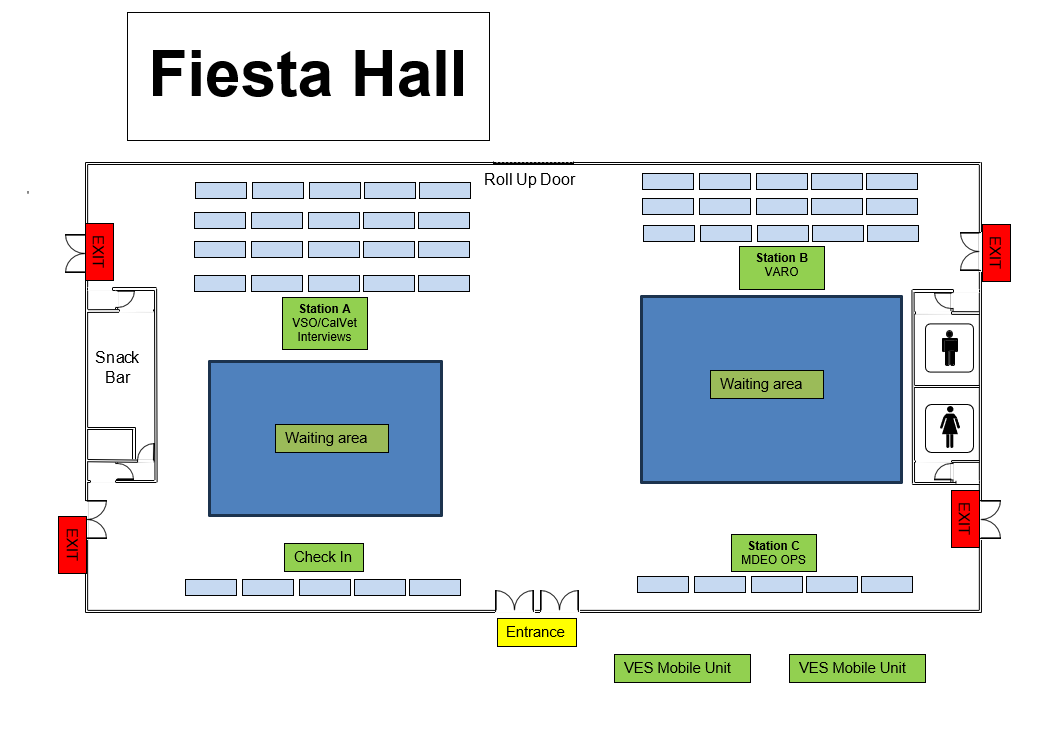 Fiesta Hall
Roll Up Door
EXIT
EXIT
Station B
VARO
Station A
VSO/CalVet
Interviews
Snack
Bar
Waiting area
Waiting area
EXIT
EXIT
Check In
Station C
MDEO OPS
Entrance
VES Mobile Unit
VES Mobile Unit